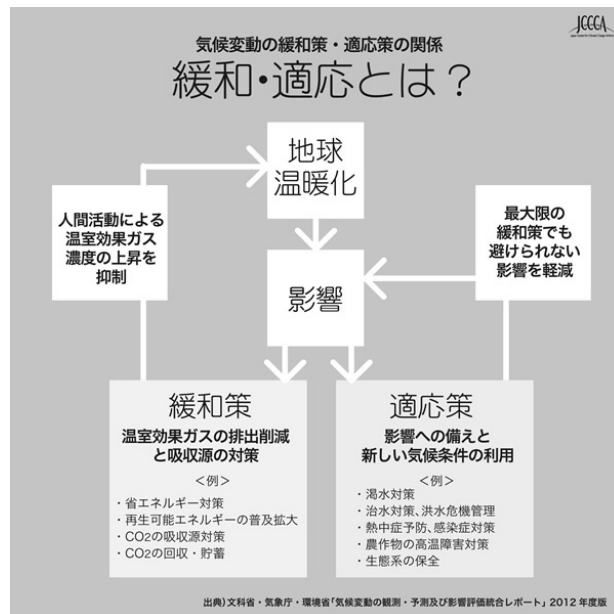 JCCCA
気候変動の緩和策・適応策の関係
緩和・適応とは？
地球
温暖化
人間活動による
温室効果ガス
濃度の上昇を
抑制
最大限の
緩和策でも
避けられない
影響を軽減
影響
緩和策
温室効果ガスの排出削減
と吸収源の対策
＜例＞
・省エネルギー対策
・再生可能エネルギーの普及拡大
・CO2の吸収源対策
・CO2の回収・貯蓄
適応策
影響への備えと
新しい気候条件の利用
＜例＞
・渇水対策
・治水対策、洪水危機管理
・熱中症予防、感染症対策
・農作物の高温障害対策
・生態系の保全
出典）文科省・気象庁・環境省「気候変動の観測・予測及び影響評価統合レポート」2012年度版